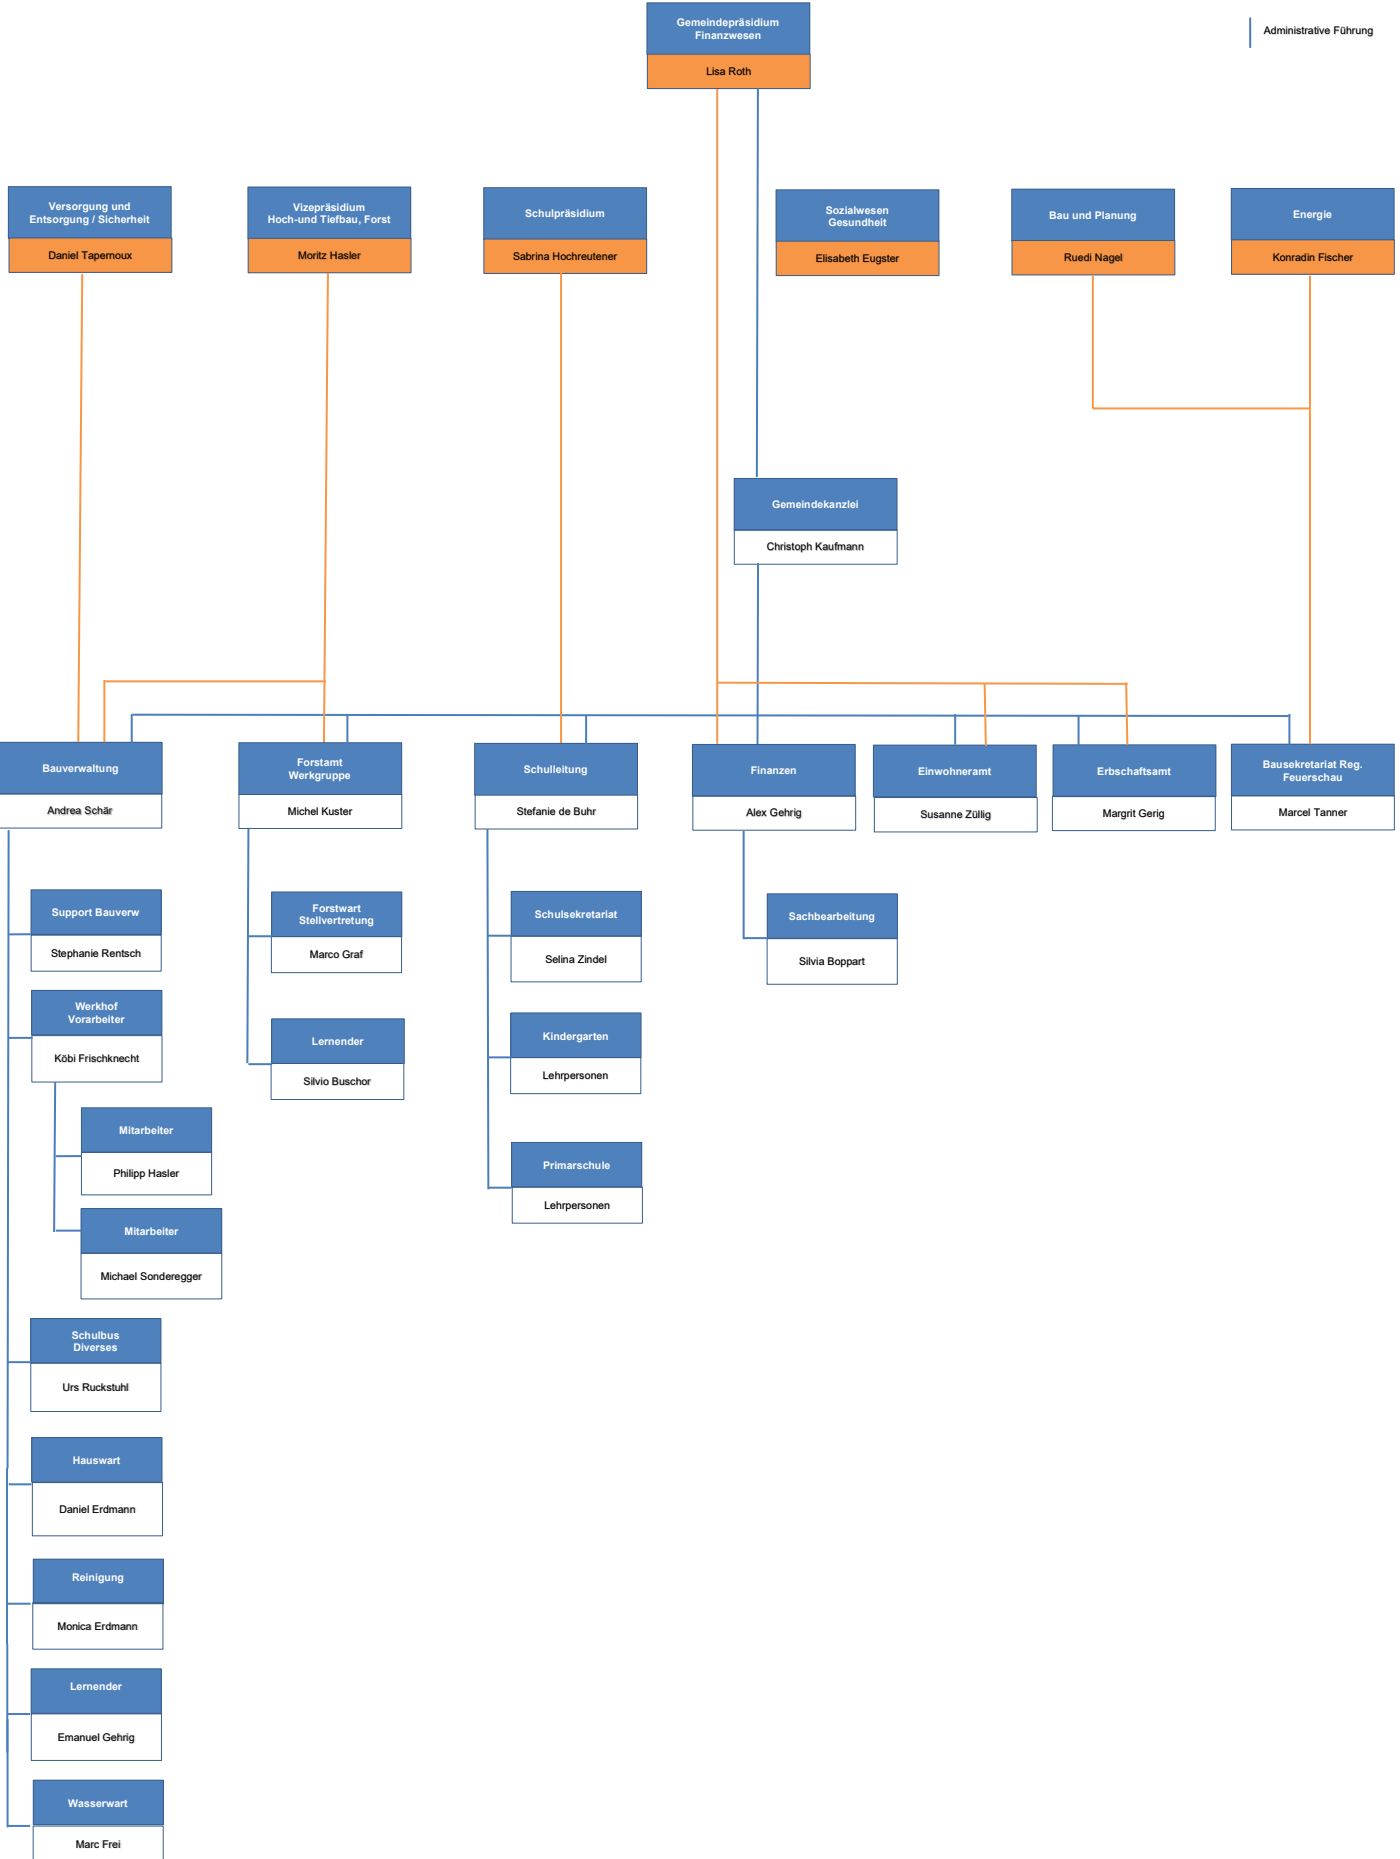 Gemeindepräsidium
Finanzwesen
Lisa Roth
Administrative Führung
Versorgung und
Entsorgung / Sicherheit
Daniel Tapernoux
Vizepräsidium
Hoch-und Tiefbau, Forst
Moritz Hasler
Schulpräsidium
Sabrina Hochreutener
Sozialwesen
Gesundheit
Elisabeth Eugster
Bau und Planung
Ruedi Nagel
Energie
Konradin Fischer
Gemeindekanzlei
Christoph Kaufmann
Bauverwaltung
Andrea Schär
Forstamt
Werkgruppe
Michel Kuster
Schulleitung
Stefanie de Buhr
Finanzen
Alex Gehrig
Einwohneramt
Susanne Züllig
Erbschaftsamt
Margrit Gerig
Bausekretariat Reg.
Feuerschau
Marcel Tanner
Support Bauverw
Stephanie Rentsch
Werkhof
Vorarbeiter
Köbi Frischknecht
Mitarbeiter
Philipp Hasler
Mitarbeiter
Michael Sonderegger
Schulbus
Diverses
Urs Ruckstuhl
Hauswart
Daniel Erdmann
Reinigung
Monica Erdmann
Lernender
Emanuel Gehrig
Wasserwart
Marc Frei
Forstwart
Stellvertretung
Marco Graf
Lernender
Silvio Buschor
Schulsekretariat
Selina Zindel
Kindergarten
Lehrpersonen
Primarschule
Lehrpersonen
Sachbearbeitung
Silvia Boppart